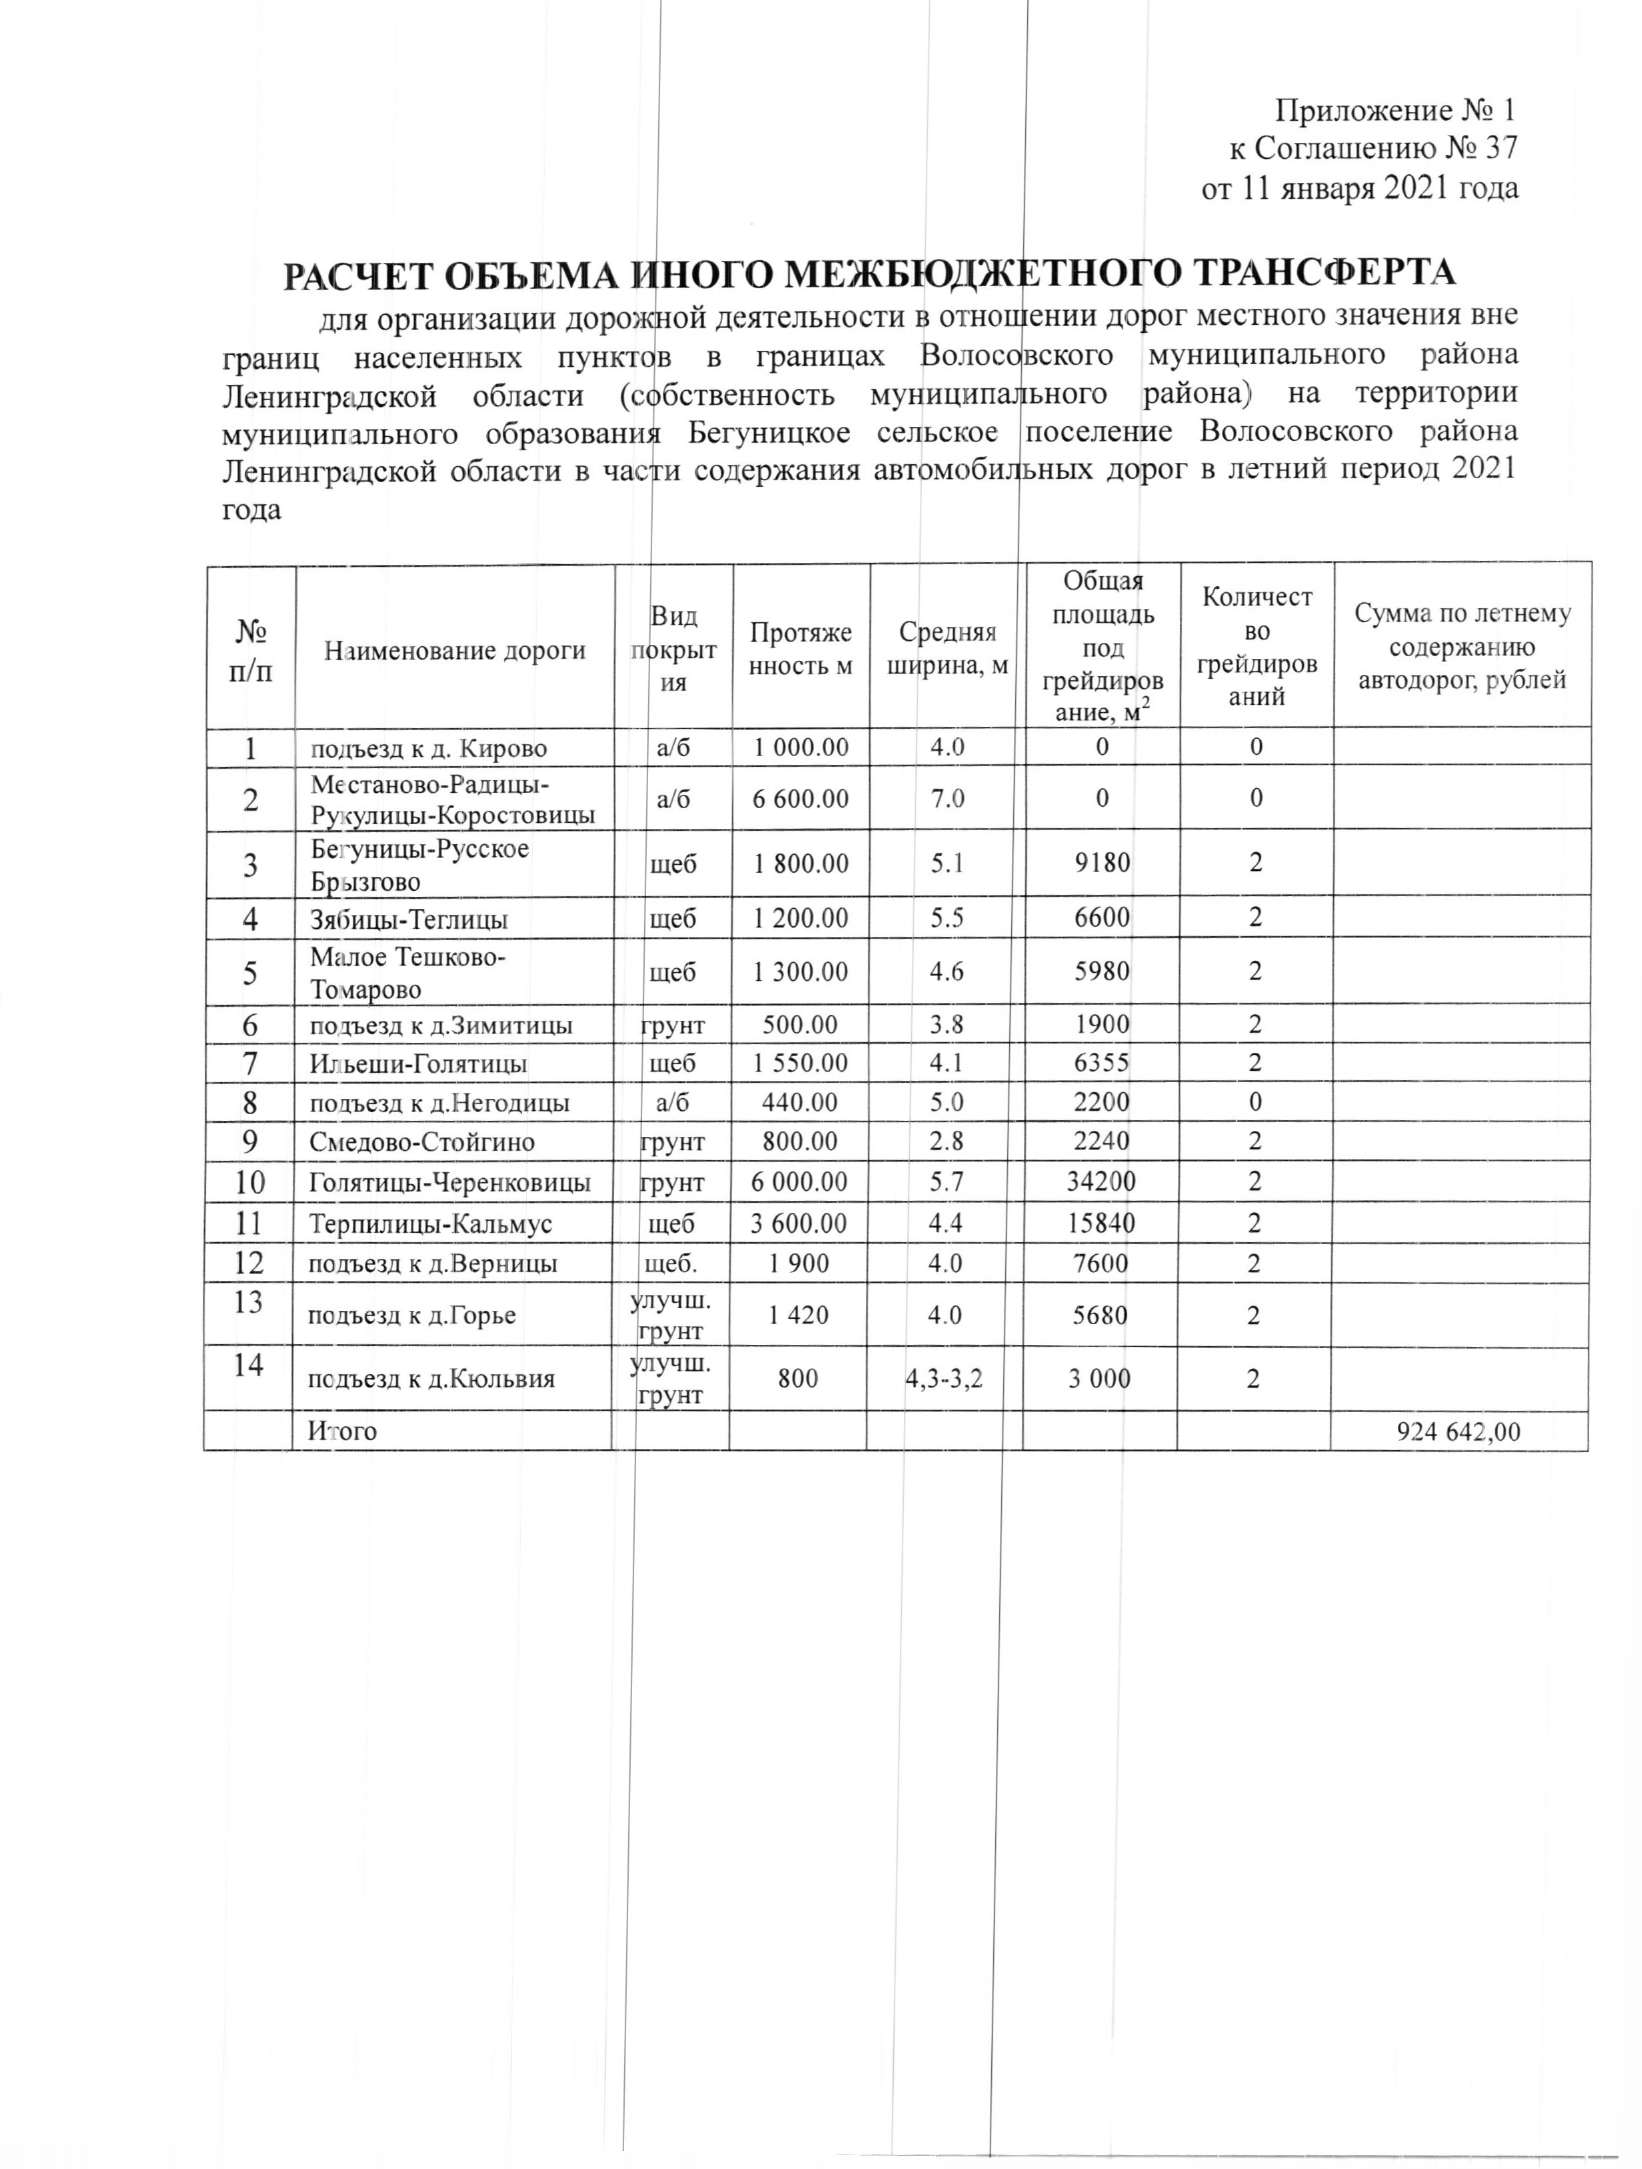 Приложение № 1
к Соглашению № 37
от 11 января 2021 года
РАСЧЕТ ОБЪЕМА ИНОГО МЕЖБЮДЖЕТНОГО ТРАНСФЕРТА
для организации дорожной деятельности в отношении дорог местного значения вне
границ населенных пунктов в границах Волосовского муниципального района
Ленинградской области (собственность муниципального района) на территории
муниципального образования Бегуницкое сельское поселение Волосовского района
Ленинградской области в части содержания автомобильных дорог в летний период 2021
года
№ п/п Наименование дороги Вид покрыт ия Протяже нность м Средняя ширина, м Общая площадь под грейдиров ание, м² Количест во грейдиров аний Сумма по летнему содержанию автодорог, рублей
1 подъезд к д. Кирово а/б 1 000.00 4.0 0 0
2 Местаново-Радицы-
Рукулицы-Коростовицы а/б 6 600.00 7.0 0 0
3 Бегуницы-Русское
Брызгово щеб 1 800.00 5.1 9180 2
4 Зябицы-Теглицы щеб 1 200.00 5.5 6600 2
5 Малое Тешково-
Томарово щеб 1 300.00 4.6 5980 2
6 подъезд к д.Зимитицы грунт 500.00 3.8 1900 2
7 Ильеши-Голятицы щеб 1 550.00 4.1 6355 2
8 подъезд к д.Негодицы а/б 440.00 5.0 2200 0
9 Смедово-Стойгино грунт 800.00 2.8 2240 2
10 Голятицы-Черенковицы грунт 6 000.00 5.7 34200 2
11 Терпилицы-Кальмус щеб 3 600.00 4.4 15840 2
12 подъезд к д.Верницы щеб. 1 900 4.0 7600 2
13 подъезд к д.Горье улучш. грунт 1 420 4.0 5680 2
14 подъезд к д.Кюльвия улучш. грунт 800 4,3-3,2 3 000 2
Итого 924 642,00